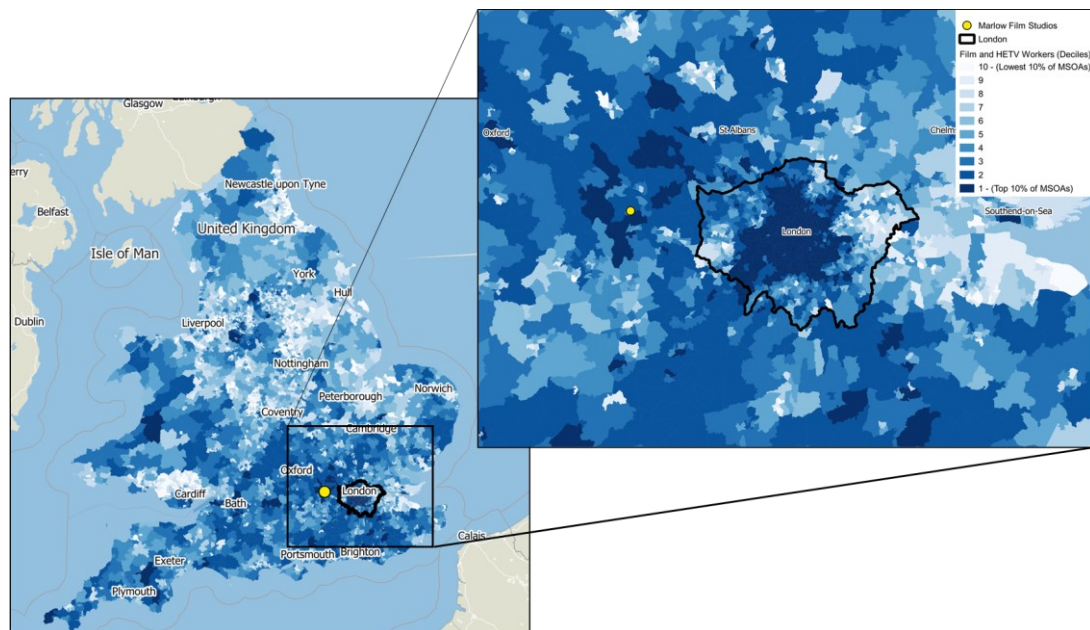 Marlow Film Studios
London
Film and HETV Workers (Deciles)
10 - (Lowest 10% of MSOAs)
9
8
7
6
5
4
3
2
1 - (Top 10% of MSOAs)
Oxford
St Albans
Chelms
London
Southend-on-Sea
Glasgow
Newcastle upon Tyne
Belfast
United Kingdom
Isle of Man
York
Hull
Dublin
Liverpool
Nottingham
Peterborough
Norwich
Coventry
Cambridge
Oxford
London
Cardiff
Bath
Calais
Portsmouth
Brighton
Exeter
Plymouth